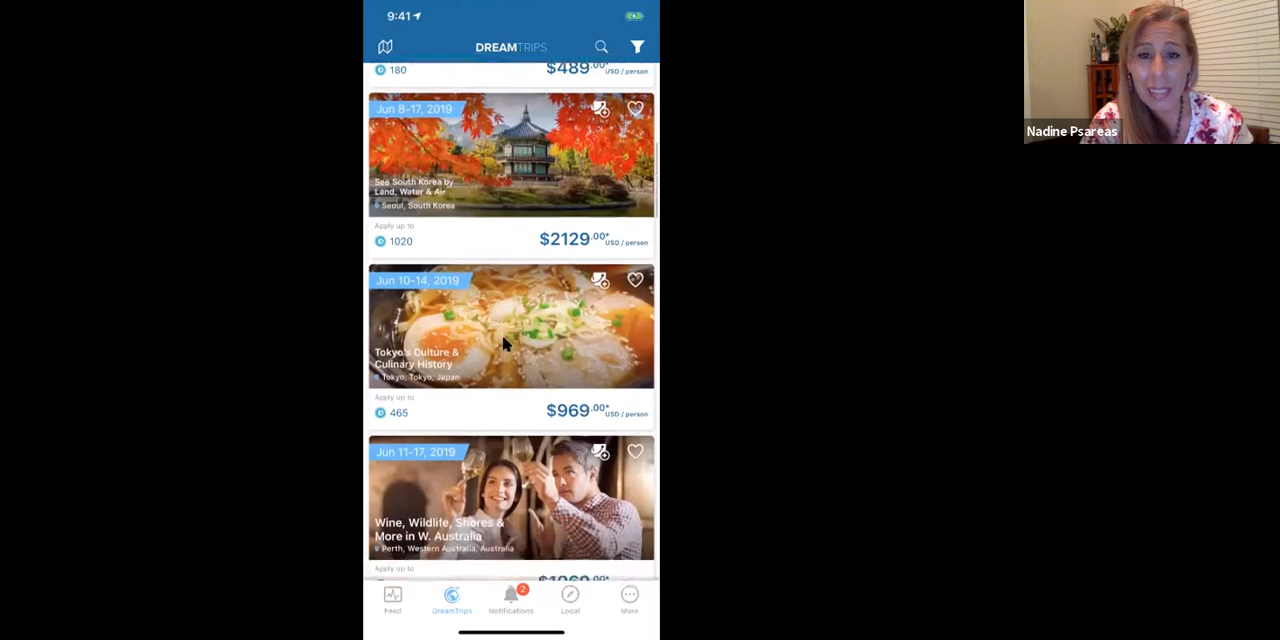 9:41
DREAMTRIPS
180
$489.00*
USD / person
Jun 8-17, 2019
See South Korea by
Land, Water & Air
Seoul, South Korea
Apply up to
1020
$2129.00*
USD / person
Jun 10-14, 2019
Tokyo's Culture &
Culinary History
Tokyo, Tokyo, Japan
Apply up to
465
$969.00*
USD / person
Jun 11-17, 2019
Wine, Wildlife, Shores &
More in W. Australia
Perth, Western Australia, Australia
Apply up to
$1069.00*
2
Feed
DreamTrips
Notifications
Local
More
Nadine Psareas